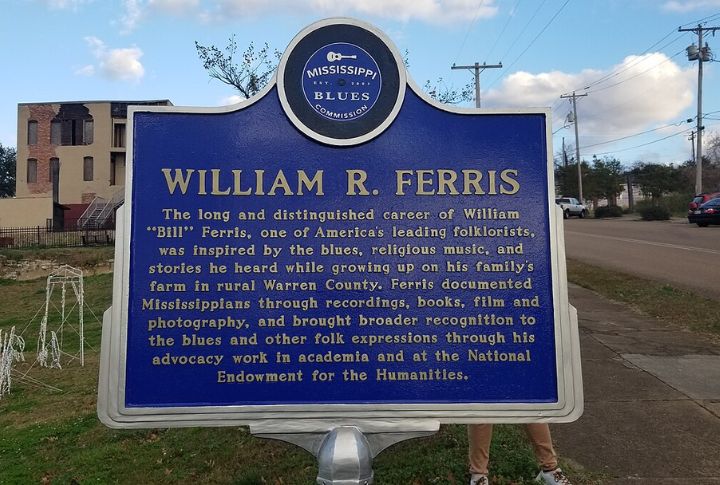 MISSISSIPPI
EST. 2003
BLUES
COMMISSION
WILLIAM R. FERRIS
The long and distinguished career of William
“Bill” Ferris, one of America's leading folklorists,
was inspired by the blues, religious music, and
stories he heard while growing up on his family's
farm in rural Warren County. Ferris documented
Mississippians through recordings, books, film and
photography, and brought broader recognition to
the blues and other folk expressions through his
advocacy work in academia and at the National
Endowment for the Humanities.